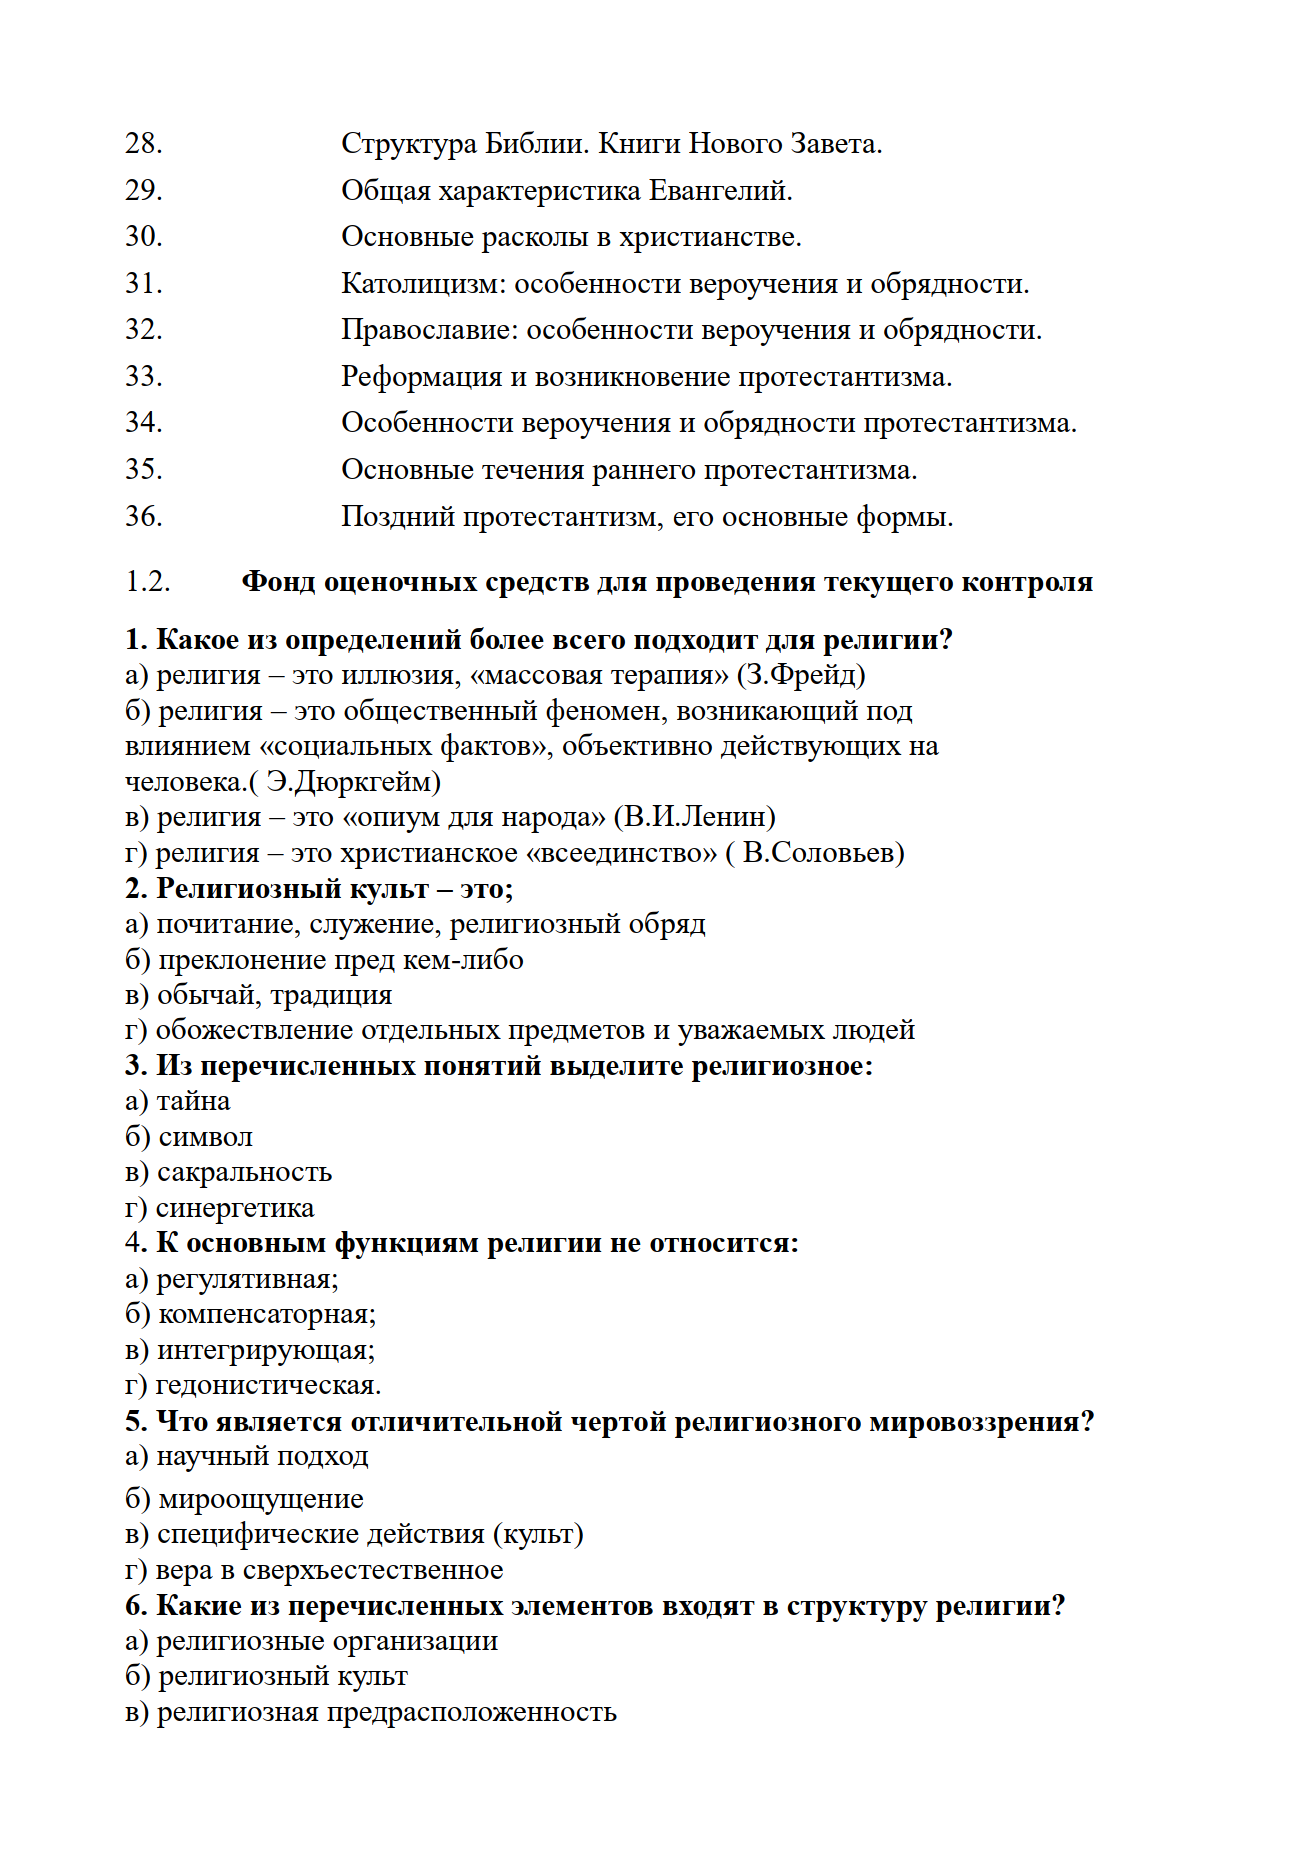 28. Структура Библии. Книги Нового Завета.
29. Общая характеристика Евангелий.
30. Основные расколы в христианстве.
31. Католицизм: особенности вероучения и обрядности.
32. Православие: особенности вероучения и обрядности.
33. Реформация и возникновение протестантизма.
34. Особенности вероучения и обрядности протестантизма.
35. Основные течения раннего протестантизма.
36. Поздний протестантизм, его основные формы.
1.2. Фонд оценочных средств для проведения текущего контроля
1. Какое из определений более всего подходит для религии?
а) религия – это иллюзия, «массовая терапия» (З.Фрейд)
б) религия – это общественный феномен, возникающий под
влиянием «социальных фактов», объективно действующих на
человека.( Э.Дюркгейм)
в) религия – это «опиум для народа» (В.И.Ленин)
г) религия – это христианское «всеединство» ( В.Соловьев)
2. Религиозный культ – это;
а) почитание, служение, религиозный обряд
б) преклонение пред кем-либо
в) обычай, традиция
г) обожествление отдельных предметов и уважаемых людей
3. Из перечисленных понятий выделите религиозное:
а) тайна
б) символ
в) сакральность
г) синергетика
4. К основным функциям религии не относится:
а) регулятивная;
б) компенсаторная;
в) интегрирующая;
г) гедонистическая.
5. Что является отличительной чертой религиозного мировоззрения?
а) научный подход
б) мироощущение
в) специфические действия (культ)
г) вера в сверхъестественное
6. Какие из перечисленных элементов входят в структуру религии?
а) религиозные организации
б) религиозный культ
в) религиозная предрасположенность